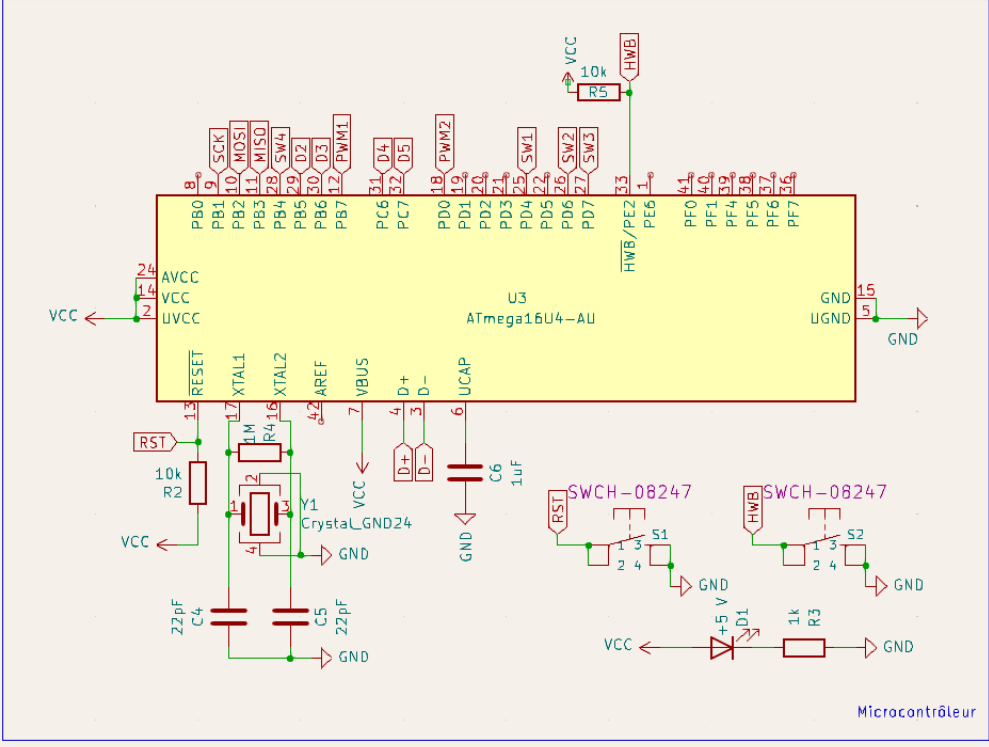 VCC
10k
R5
HWB
SCK
MOSI
MISO
SW4
D2
D3
PWM1
D4
D5
PWM2
SW1
SW2
SW3
8 9 10 11 28 29 30 12 31 32 18 19 20 21 25 22 26 27 33 1 41 40 39 38 37 36
PB0 PB1 PB2 PB3 PB4 PB5 PB6 PB7 PC6 PC7 PD0 PD1 PD2 PD3 PD4 PD5 PD6 PD7 HWB/PE2 PE6 PF0 PF1 PF4 PF5 PF6 PF7
24 AVCC
14 VCC
VCC 2 UVCC
U3
ATmega16U4-AU
GND 15
UGND 5
GND
RESET XTAL1 XTAL2 AREF VBUS D+ D- UCAP
13 17 16 42 7 4 3 6
RST
10k
R2
VCC
1M
R4
2
1 3
4
Y1
Crystal_GND24
GND
VCC
D+
D-
C6
1uF
GND
22pF
C4
C5
22pF
GND
RST
SWCH-08247
1 3
2 4
S1
GND
HWB
SWCH-08247
1 3
2 4
S2
GND
VCC
+5 V
D1
1k
R3
GND
Microcontrôleur